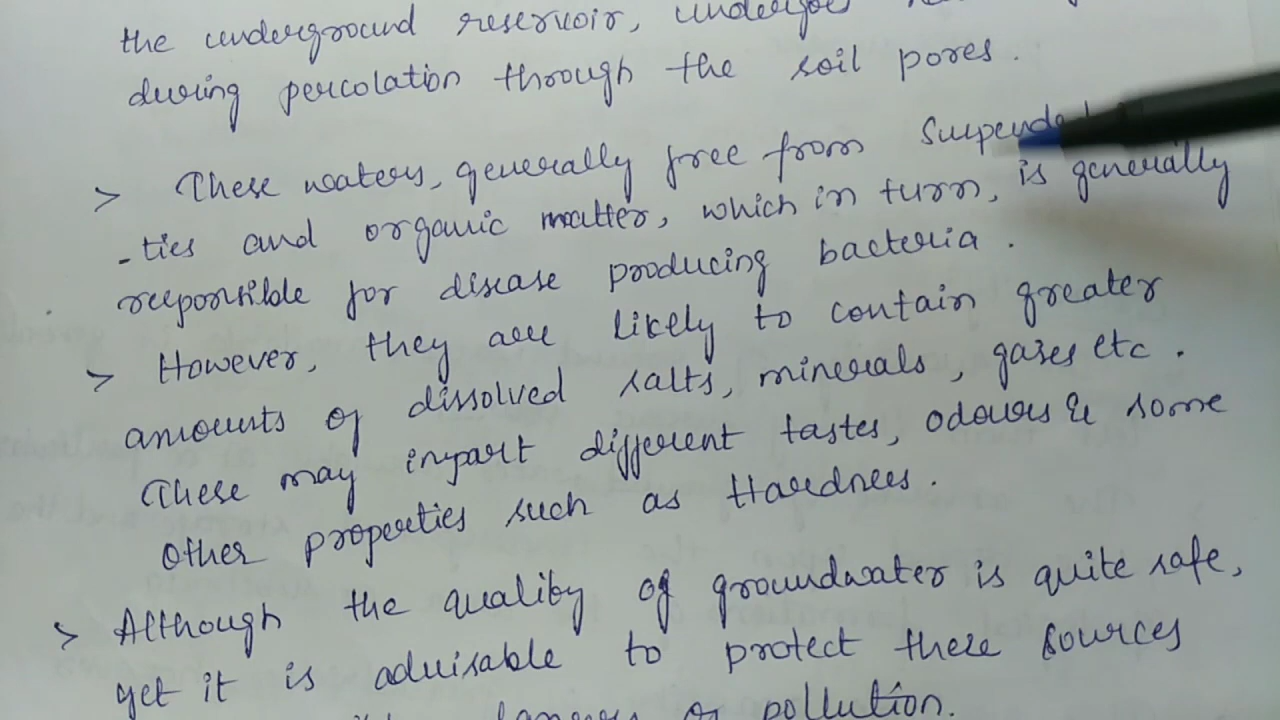 the underground reservoir,
during percolation through the soil pores.
> These waters, generally free from
-ties and organic matter, which in turn, is generally
responsible for disease producing bacteria.
> However, they are likely to contain greater
amounts of dissolved salts, minerals, gases etc.
These may impart different tastes, odours & some
other properties such as Hardness.
> Although the quality of groundwater is quite safe,
yet it is advisable to protect these sources
pollution.